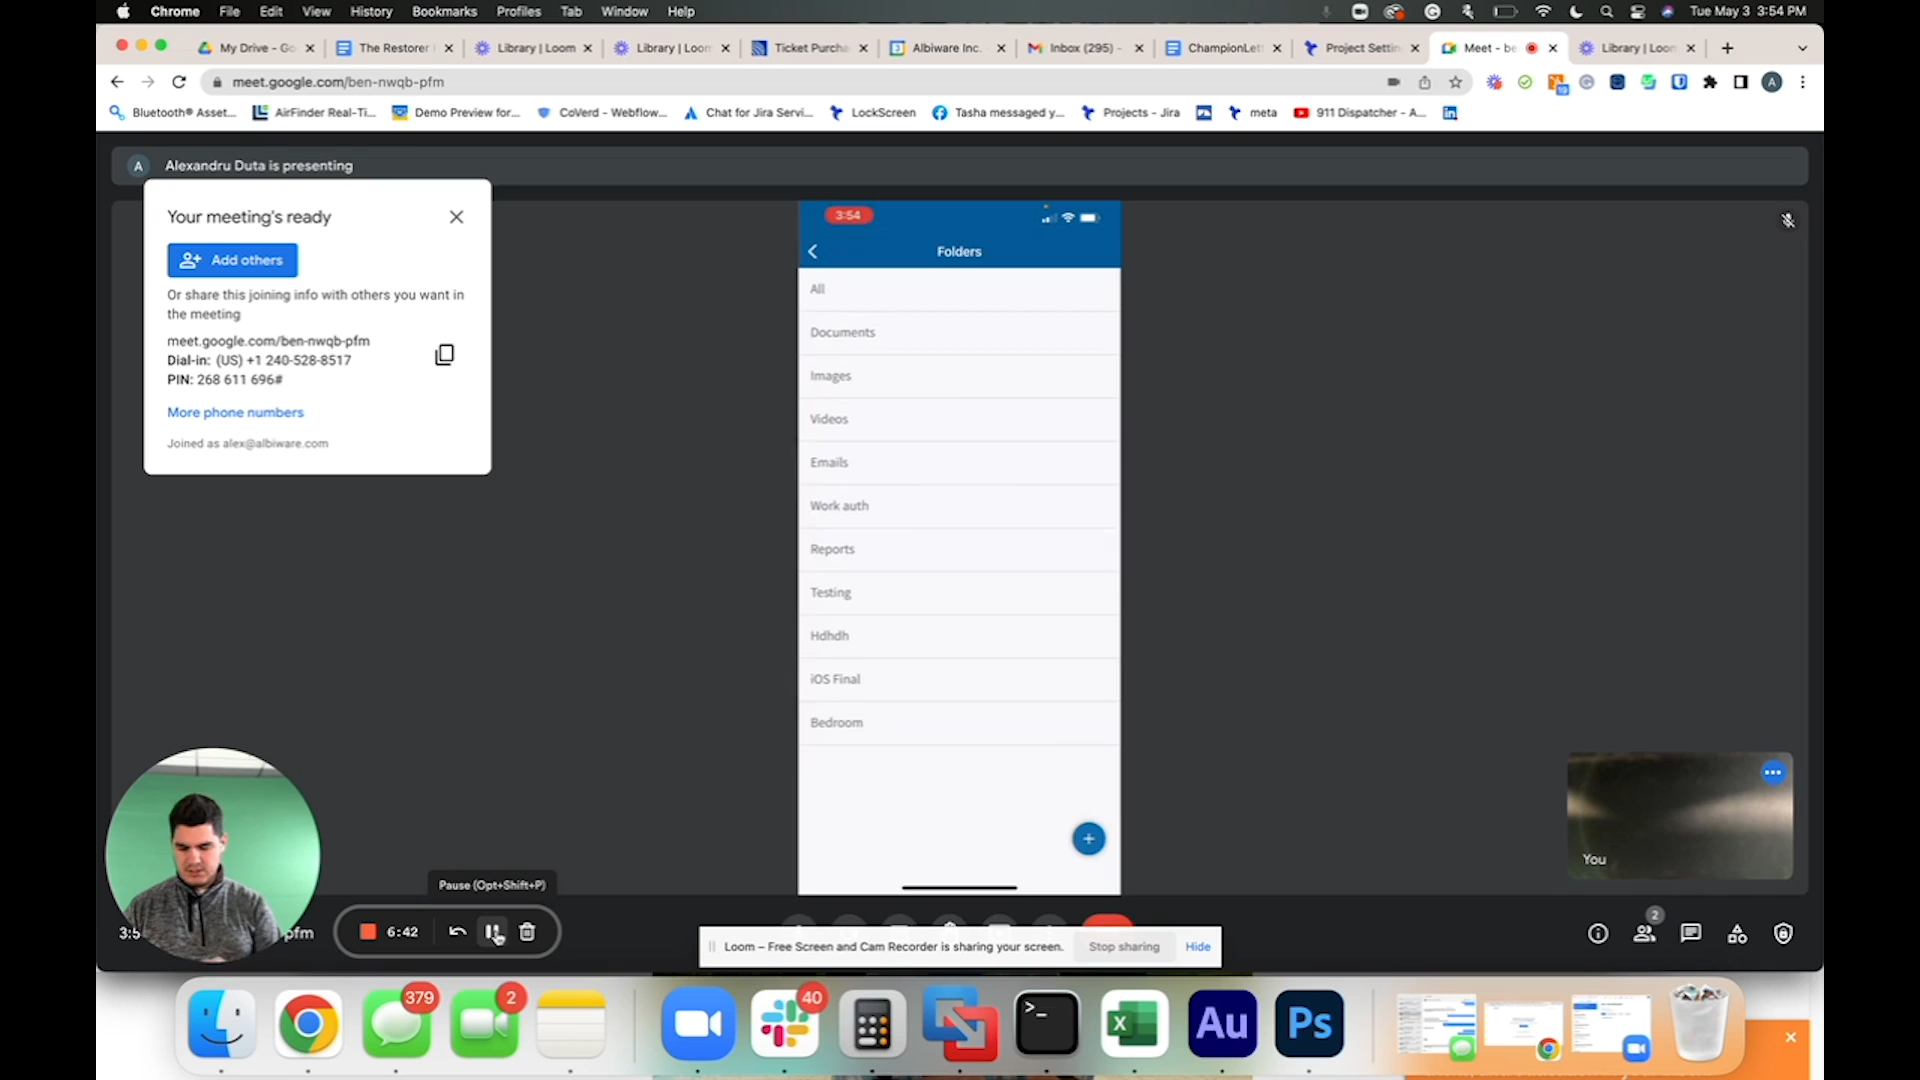 Chrome File Edit View History Bookmarks Profiles Tab Window Help
Tue May 3 3:54 PM
My Drive - Go
The Restorer
Library | Loom
Library | Loom
Ticket Purcha
Albiware Inc. -
Inbox (295) -
ChampionLett
Project Settin
Meet - be
Library | Loom
meet.google.com/ben-nwqb-pfm
19
A
Bluetooth® Asset...
AirFinder Real-Ti...
Demo Preview for...
CoVerd - Webflow...
Chat for Jira Servi...
LockScreen
Tasha messaged y...
Projects - Jira
meta
911 Dispatcher - A...
A
Alexandru Duta is presenting
Your meeting's ready
Add others
Or share this joining info with others you want in
the meeting
meet.google.com/ben-nwqb-pfm
Dial-in: (US) +1 240-528-8517
PIN: 268 611 696#
More phone numbers
Joined as alex@albiware.com
3:54
Folders
All
Documents
Images
Videos
Emails
Work auth
Reports
Testing
Hdhdh
iOS Final
Bedroom
You
Pause (Opt+Shift+P)
3:5
pfm
6:42
Loom – Free Screen and Cam Recorder is sharing your screen.
Stop sharing
Hide
2
379
2
40
Au
Ps